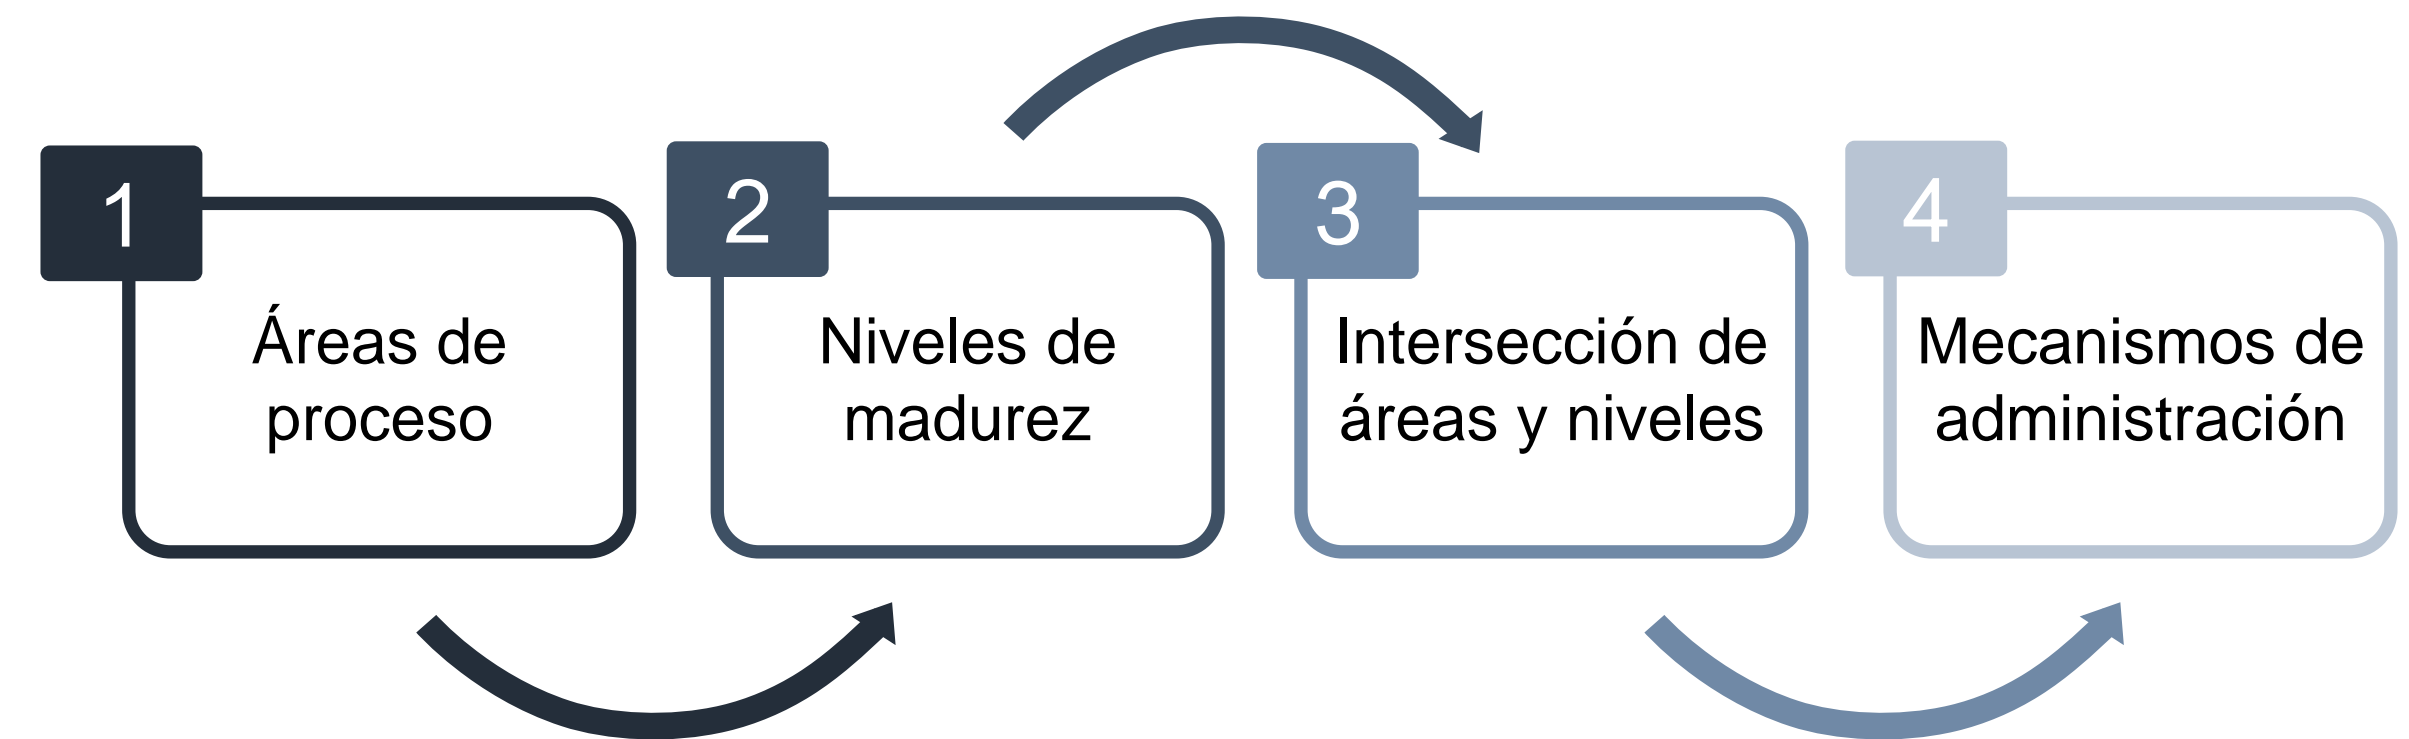 1
Áreas de
proceso
2
Niveles de
madurez
3
Intersección de
áreas y niveles
4
Mecanismos de
administración